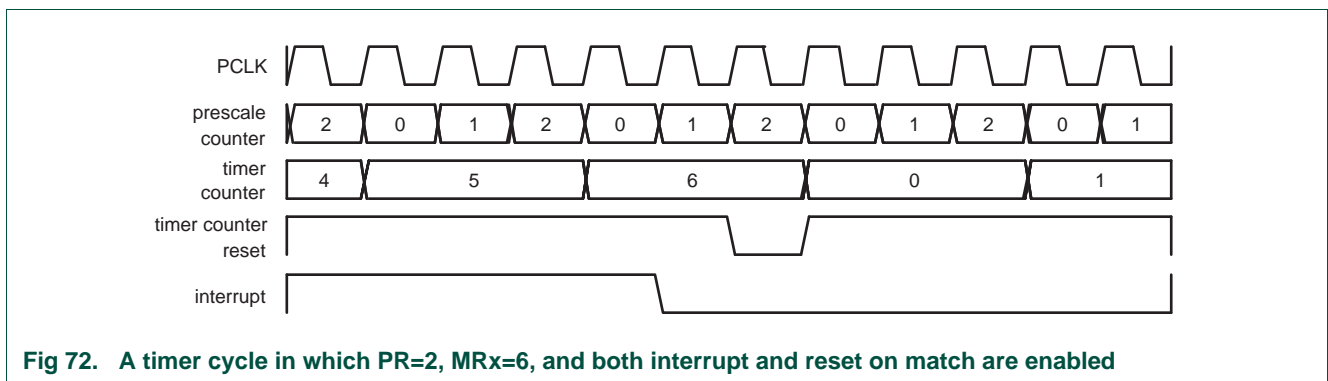 PCLK
prescale
counter
2 0 1 2 0 1 2 0 1 2 0 1
timer
counter
4 5 6 0 1
timer counter
reset
interrupt
Fig 72. A timer cycle in which PR=2, MRx=6, and both interrupt and reset on match are enabled